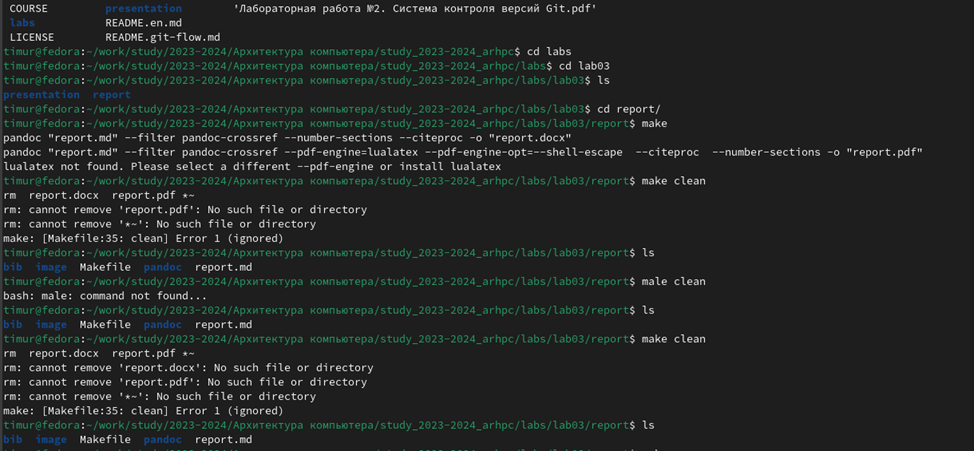 COURSE presentation 'Лабораторная работа №2. Система контроля версий Git.pdf'
labs README.en.md
LICENSE README.git-flow.md
timur@fedora:~/work/study/2023-2024/Архитектура компьютера/study_2023-2024_arhpc$ cd labs
timur@fedora:~/work/study/2023-2024/Архитектура компьютера/study_2023-2024_arhpc/labs$ cd lab03
timur@fedora:~/work/study/2023-2024/Архитектура компьютера/study_2023-2024_arhpc/labs/lab03$ ls
presentation report
timur@fedora:~/work/study/2023-2024/Архитектура компьютера/study_2023-2024_arhpc/labs/lab03$ cd report/
timur@fedora:~/work/study/2023-2024/Архитектура компьютера/study_2023-2024_arhpc/labs/lab03/report$ make
pandoc "report.md" --filter pandoc-crossref --number-sections --citeproc -o "report.docx"
pandoc "report.md" --filter pandoc-crossref --pdf-engine=lualatex --pdf-engine-opt=--shell-escape --citeproc --number-sections -o "report.pdf"
lualatex not found. Please select a different --pdf-engine or install lualatex
timur@fedora:~/work/study/2023-2024/Архитектура компьютера/study_2023-2024_arhpc/labs/lab03/report$ make clean
rm report.docx report.pdf *~
rm: cannot remove 'report.pdf': No such file or directory
rm: cannot remove '*~': No such file or directory
make: [Makefile:35: clean] Error 1 (ignored)
timur@fedora:~/work/study/2023-2024/Архитектура компьютера/study_2023-2024_arhpc/labs/lab03/report$ ls
bib image Makefile pandoc report.md
timur@fedora:~/work/study/2023-2024/Архитектура компьютера/study_2023-2024_arhpc/labs/lab03/report$ male clean
bash: male: command not found...
timur@fedora:~/work/study/2023-2024/Архитектура компьютера/study_2023-2024_arhpc/labs/lab03/report$ ls
bib image Makefile pandoc report.md
timur@fedora:~/work/study/2023-2024/Архитектура компьютера/study_2023-2024_arhpc/labs/lab03/report$ make clean
rm report.docx report.pdf *~
rm: cannot remove 'report.docx': No such file or directory
rm: cannot remove 'report.pdf': No such file or directory
rm: cannot remove '*~': No such file or directory
make: [Makefile:35: clean] Error 1 (ignored)
timur@fedora:~/work/study/2023-2024/Архитектура компьютера/study_2023-2024_arhpc/labs/lab03/report$ ls
bib image Makefile pandoc report.md